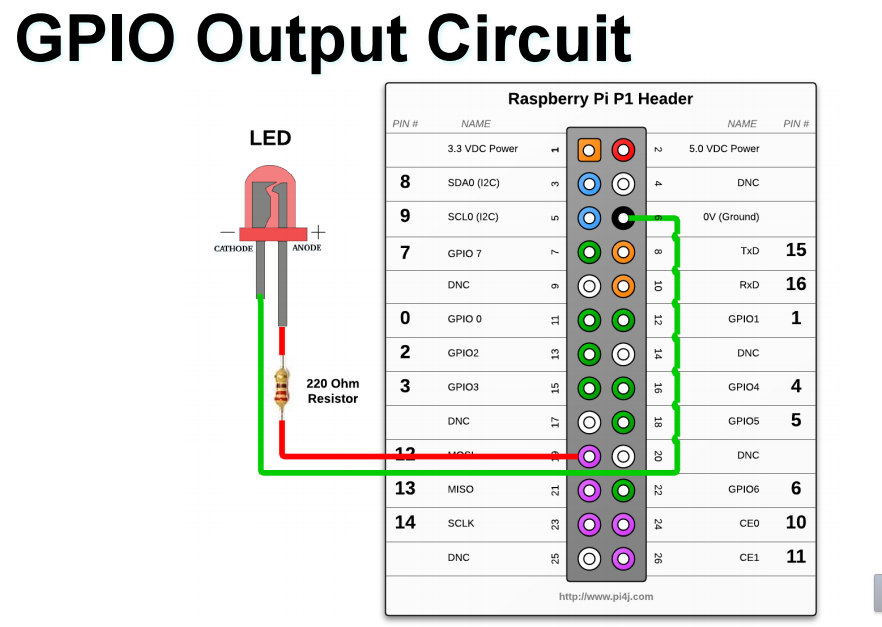 GPIO Output Circuit
Raspberry Pi P1 Header
PIN # NAME NAME PIN #
LED
3.3 VDC Power 1 2 5.0 VDC Power
8 SDA0 (I2C) 3 4 DNC
9 SCL0 (I2C) 5 6 0V (Ground)
— +
CATHODE ANODE
7 GPIO 7 7 8 TxD 15
DNC 9 10 RxD 16
0 GPIO 0 11 12 GPIO1 1
2 GPIO2 13 14 DNC
220 Ohm
Resistor
3 GPIO3 15 16 GPIO4 4
DNC 17 18 GPIO5 5
12 MOSI 19 20 DNC
13 MISO 21 22 GPIO6 6
14 SCLK 23 24 CE0 10
DNC 25 26 CE1 11
http://www.pi4j.com